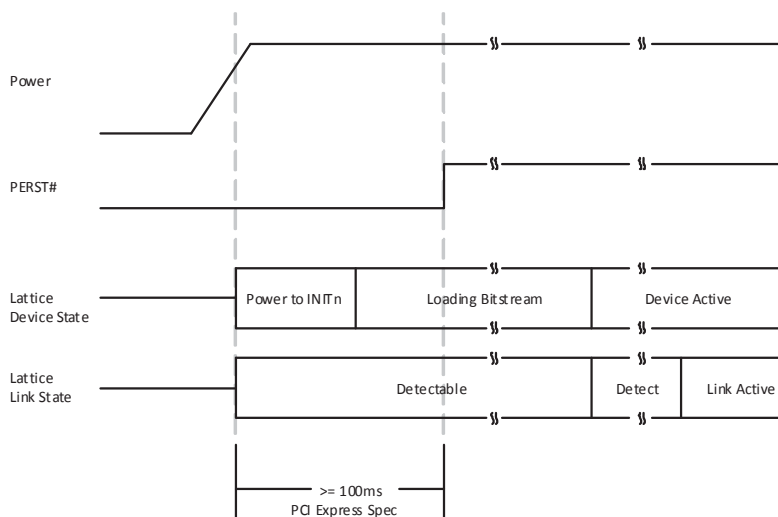 Power
PERST#
Lattice
Device State
Power to INITn
Loading Bitstream
Device Active
Lattice
Link State
Detectable
Detect
Link Active
>= 100ms
PCI Express Spec